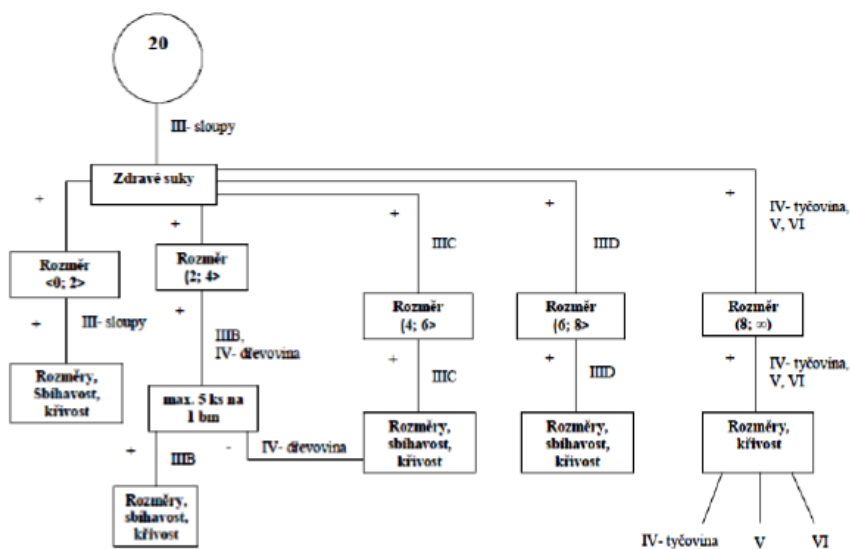 20
III- sloupy
Zdravé suky
+
+
+
+
+
IV- tyčovina,
V, VI
IIIC
IIID
Rozměr
<0; 2>
Rozměr
(2; 4>
Rozměr
(4; 6>
Rozměr
(6; 8>
Rozměr
(8; ∞)
+
III- sloupy
+
IIIB,
IV- dřevovina
+
IIIC
+
IIID
+
IV- tyčovina,
V, VI
Rozměry,
Sbíhavost,
křivost
max. 5 ks na
1 bm
Rozměry,
sbíhavost,
křivost
Rozměry,
sbíhavost,
křivost
Rozměry,
křivost
+
IIIB
-
IV- dřevovina
Rozměry,
sbíhavost,
křivost
IV- tyčovina
V
VI